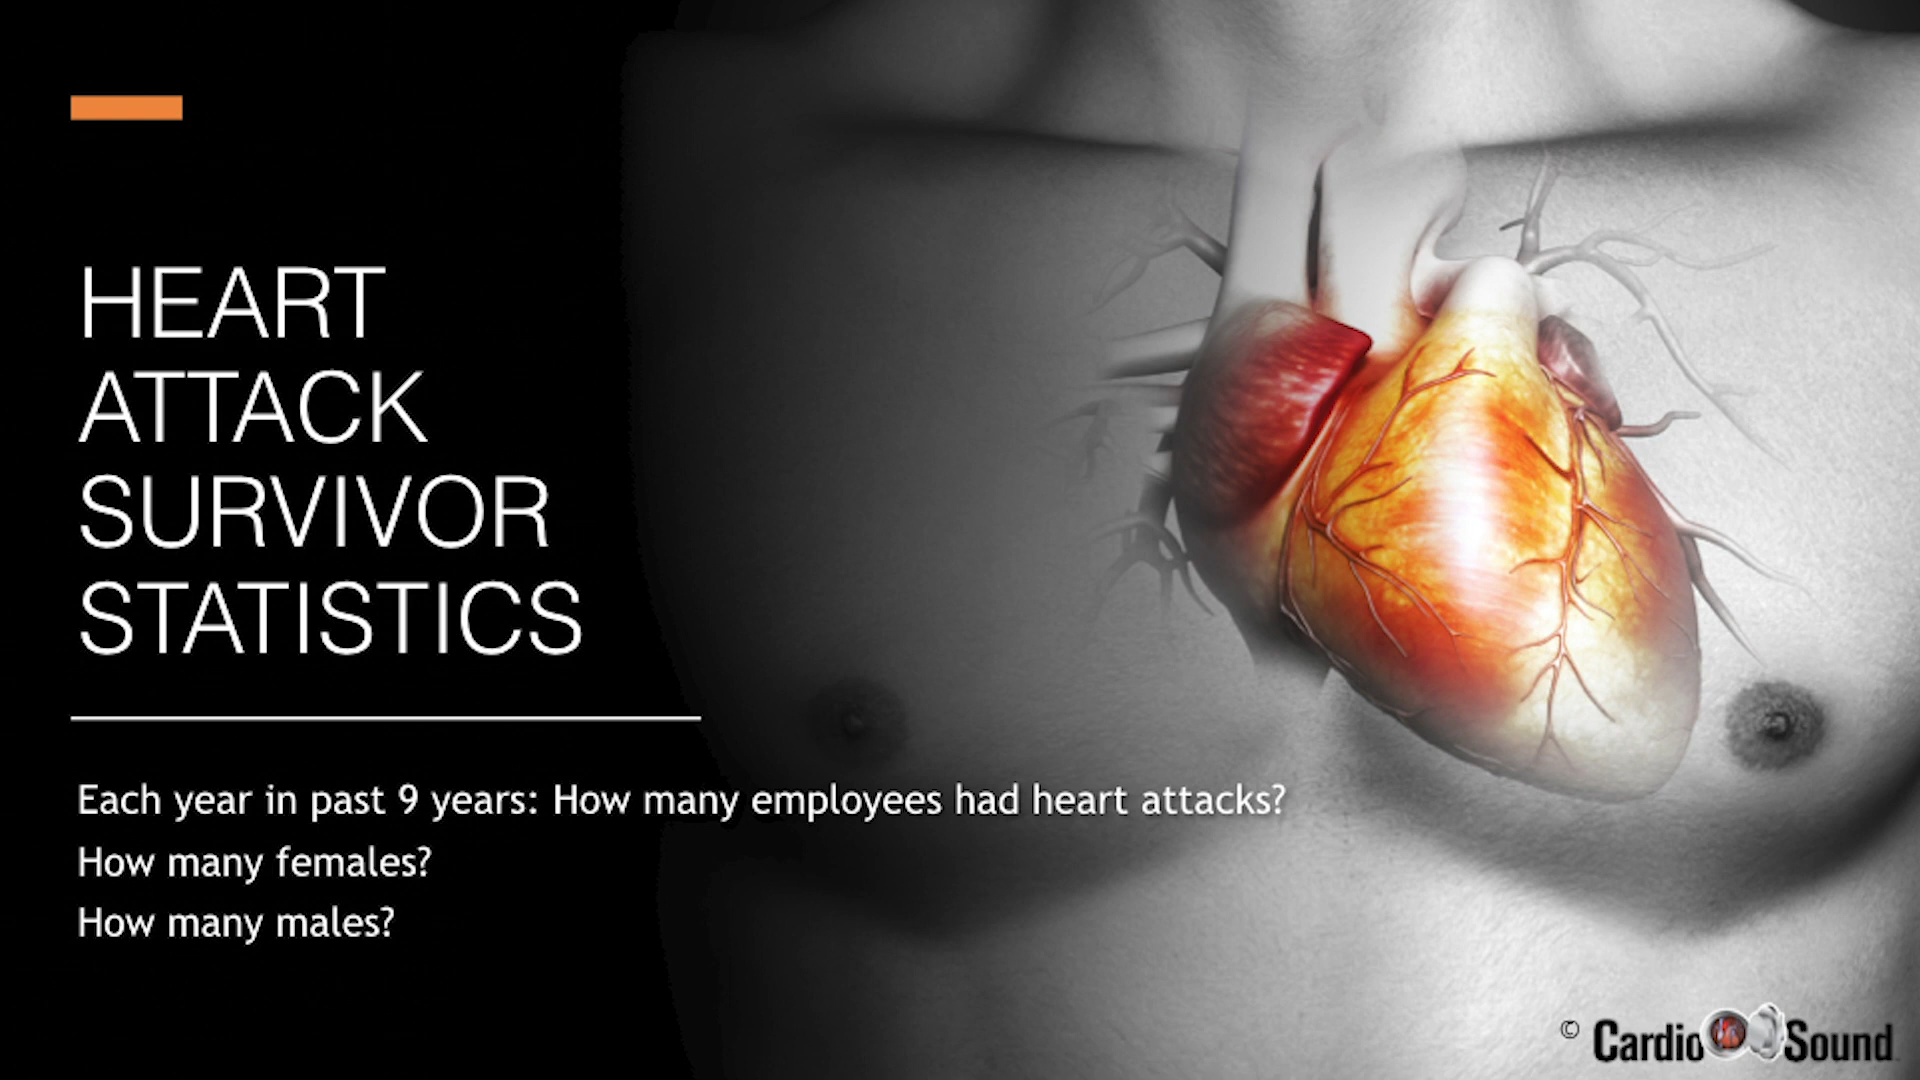 HEART
ATTACK
SURVIVOR
STATISTICS
Each year in past 9 years: How many employees had heart attacks?
How many females?
How many males?
© Cardio Sound